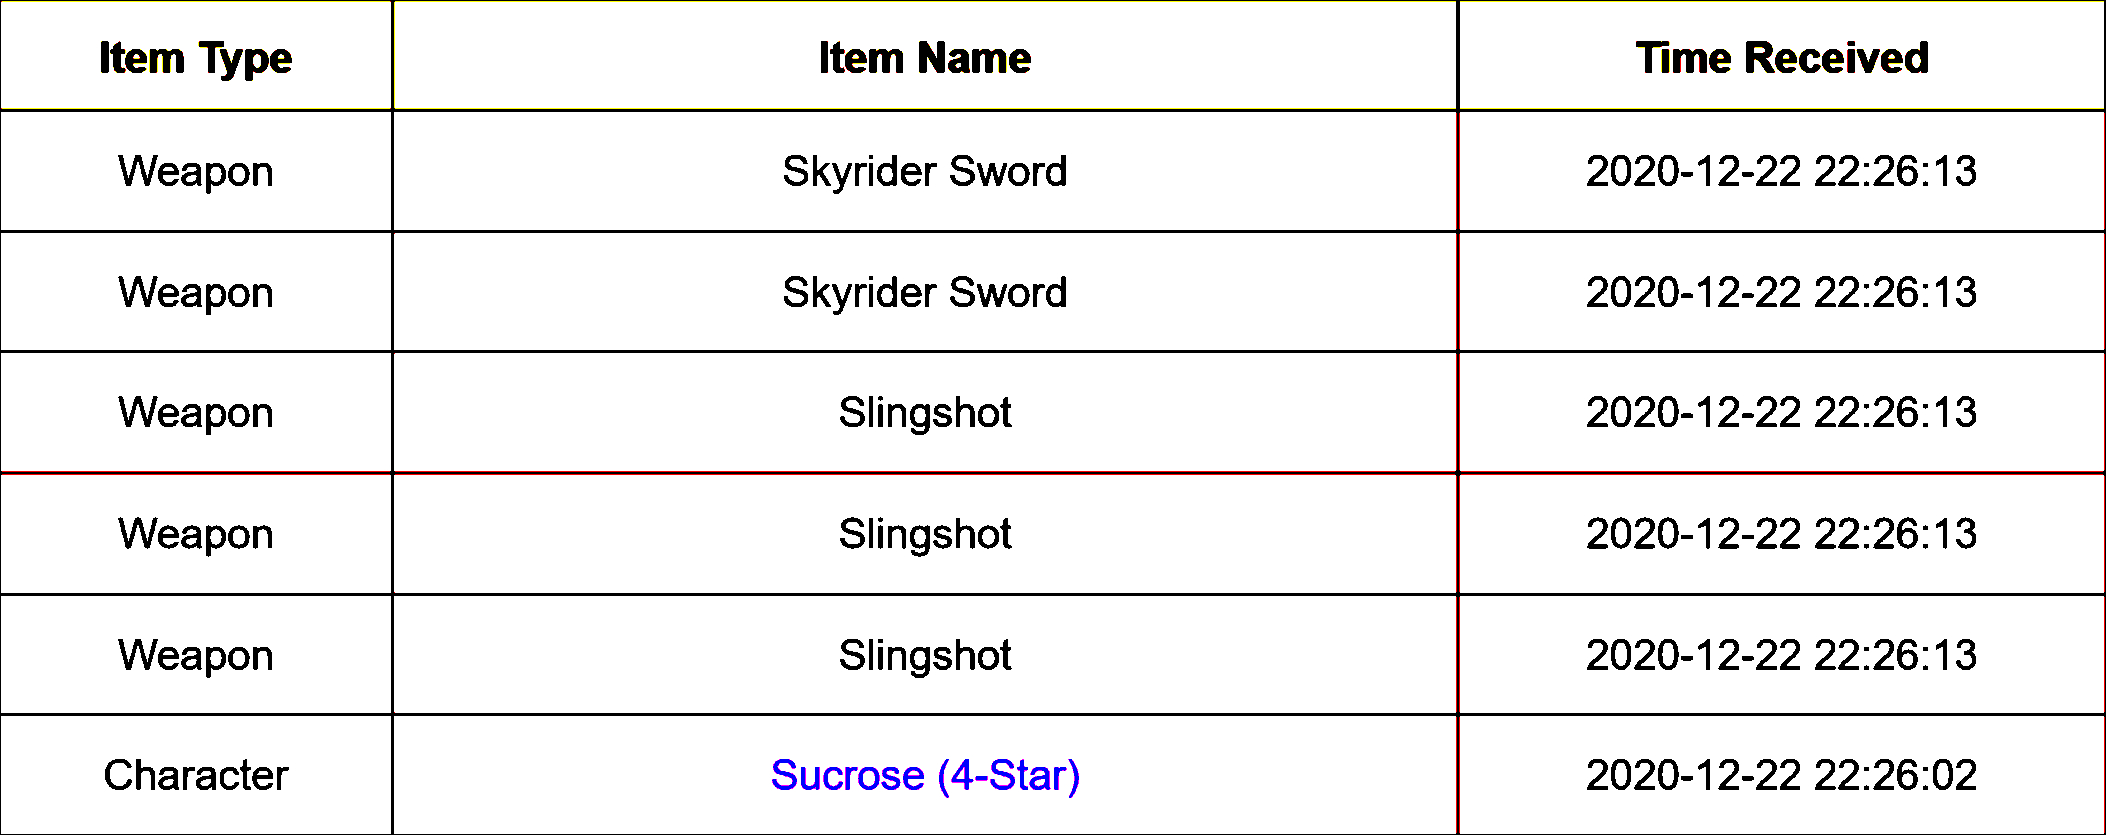 Item Type Item Name Time Received
Weapon Skyrider Sword 2020-12-22 22:26:13
Weapon Skyrider Sword 2020-12-22 22:26:13
Weapon Slingshot 2020-12-22 22:26:13
Weapon Slingshot 2020-12-22 22:26:13
Weapon Slingshot 2020-12-22 22:26:13
Character Sucrose (4-Star) 2020-12-22 22:26:02